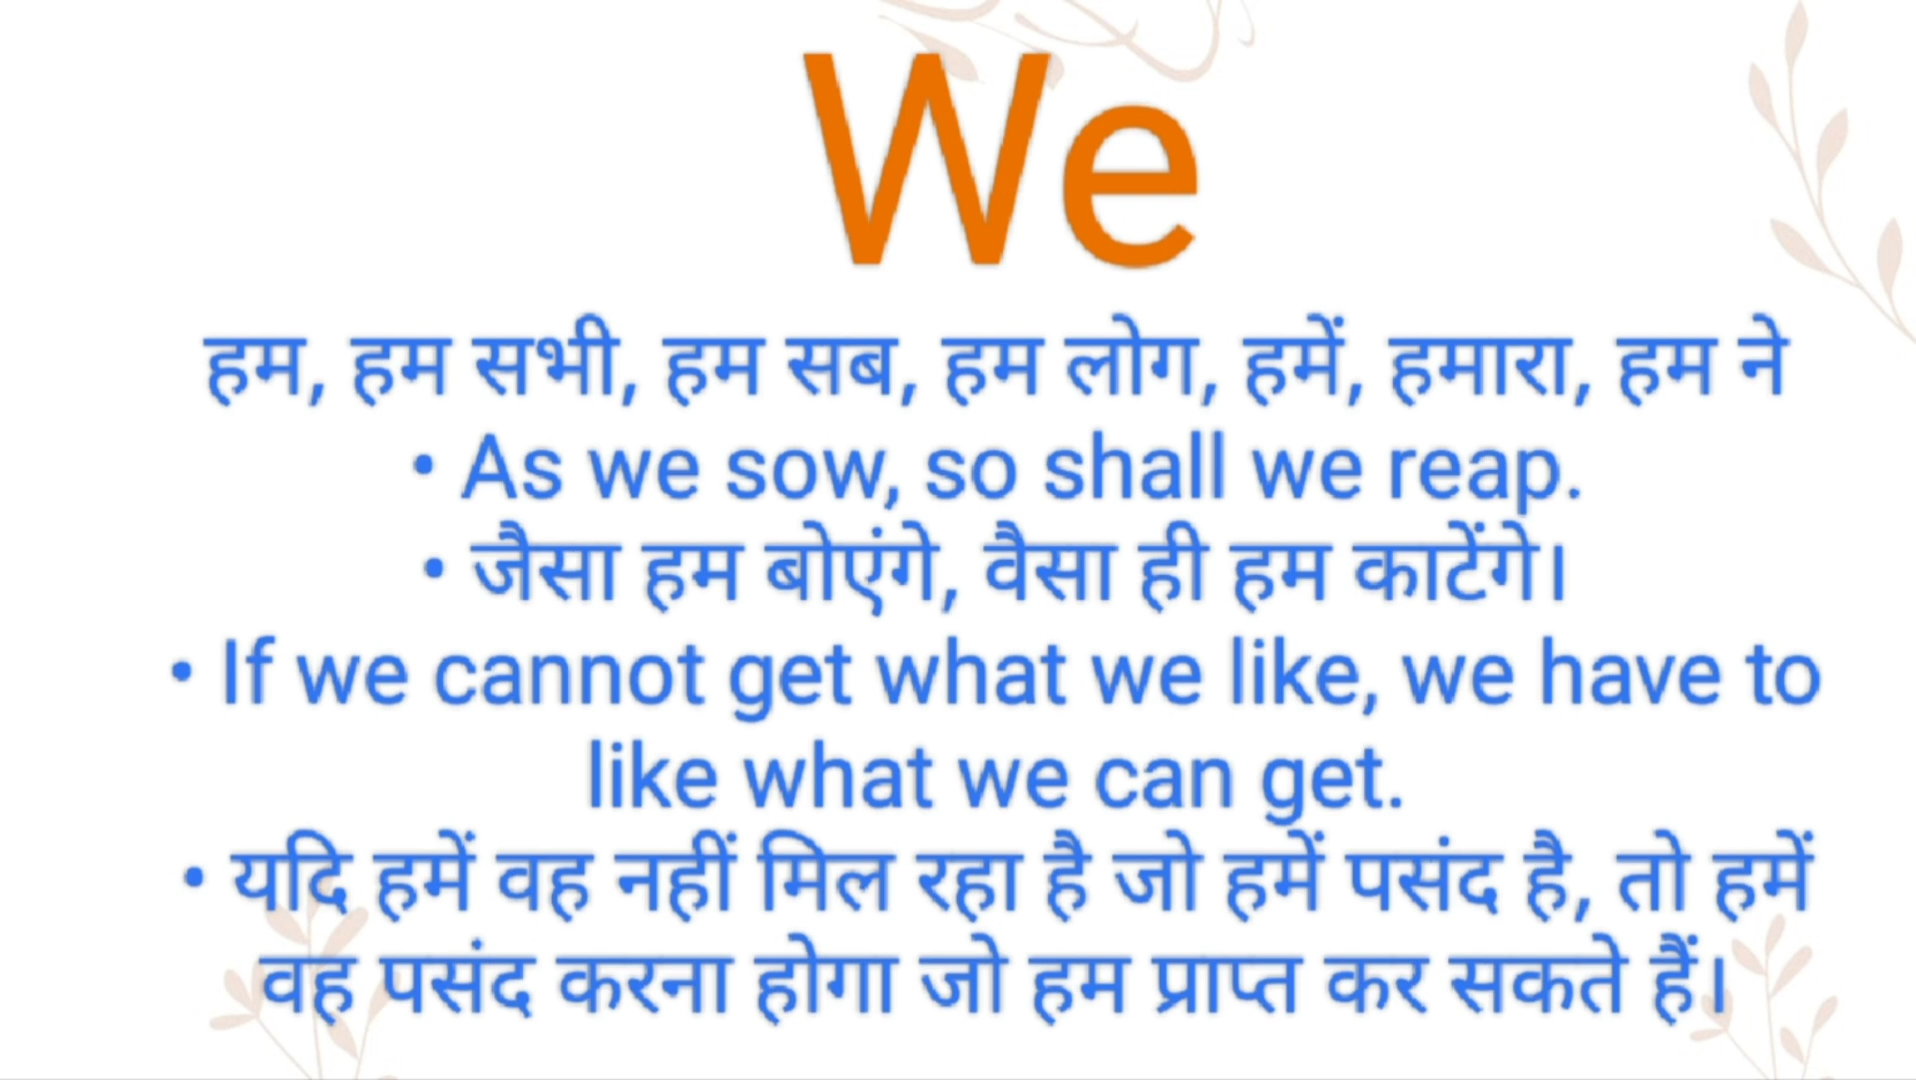 We
हम, हम सभी, हम सब, हम लोग, हमें, हमारा, हम ने
• As we sow, so shall we reap.
• जैसा हम बोएंगे, वैसा ही हम काटेंगे।
• If we cannot get what we like, we have to
like what we can get.
• यदि हमें वह नहीं मिल रहा है जो हमें पसंद है, तो हमें
वह पसंद करना होगा जो हम प्राप्त कर सकते हैं।